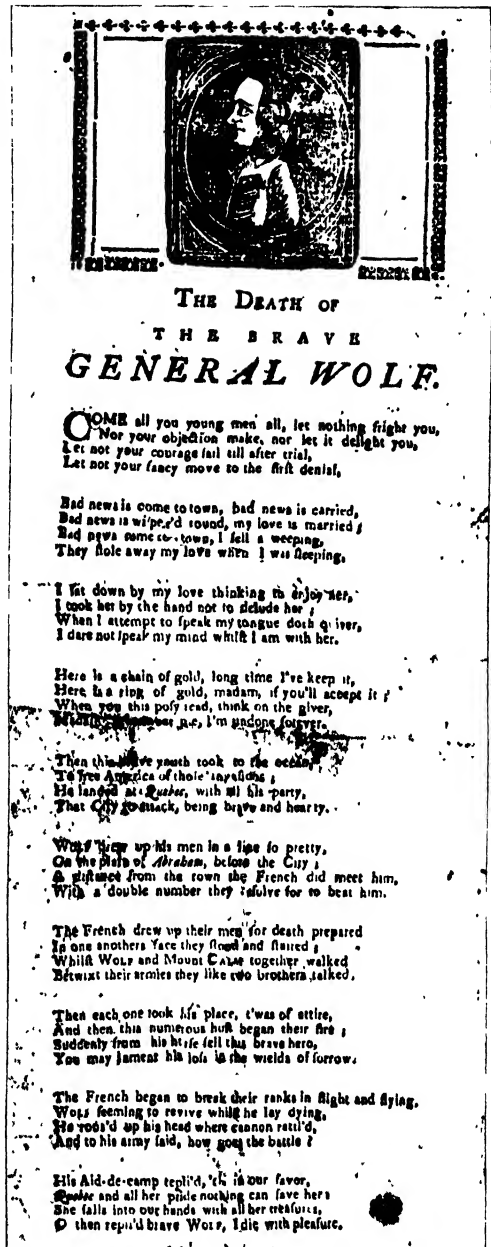 THE DEATH OF
THE BRAVE
GENERAL WOLF.
COME all you young men all, let nothing fright you,
Nor your objection make, nor let it delight you,
Let not your courage fail till after trial,
Let not your fancy move to the first denial,
Bad news is come to town, bad news is carried,
Bad news is whisper'd round, my love is married;
Bad news come to town, I fell a weeping,
They stole away my love when I was sleeping,
I sat down by my love thinking to enjoy her,
I took her by the hand not to delude her;
When I attempt to speak my tongue doth quiver,
I dare not speak my mind whilst I am with her.
Here is a chain of gold, long time I've keep it,
Here is a ring of gold, madam, if you'll accept it;
When you this posy read, think on the giver,
me, I'm undone forever.
Then this brave youth took to the ocean,
To free America of those invasions;
He landed at Quebec, with all his party,
That City to attack, being brave and hearty.
WOLF drew up his men in a line so pretty,
On the plain of Abraham, before the City;
A distance from the town the French did meet him,
With a double number they resolve for to beat him.
The French drew up their men for death prepared
In one anothers face they stood and stared;
Whilst WOLF and Mount CALM together walked
Betwixt their armies they like two brothers talked.
Then each one took his place, t'was of attire,
And then this numerous host began their fire;
Suddenly from his horse fell this brave hero,
You may lament his loss in the wields of sorrow.
The French began to break their ranks in flight and flying,
WOLF seeming to revive while he lay dying,
He rous'd up his head where cannon ratil'd,
And to his army said, how goes the battle?
His Aid-de-camp repli'd, 'tis in our favor,
Quebec and all her pride nothing can save her;
She falls into our hands with all her treasures,
O then repli'd brave WOLF, I die with pleasure.